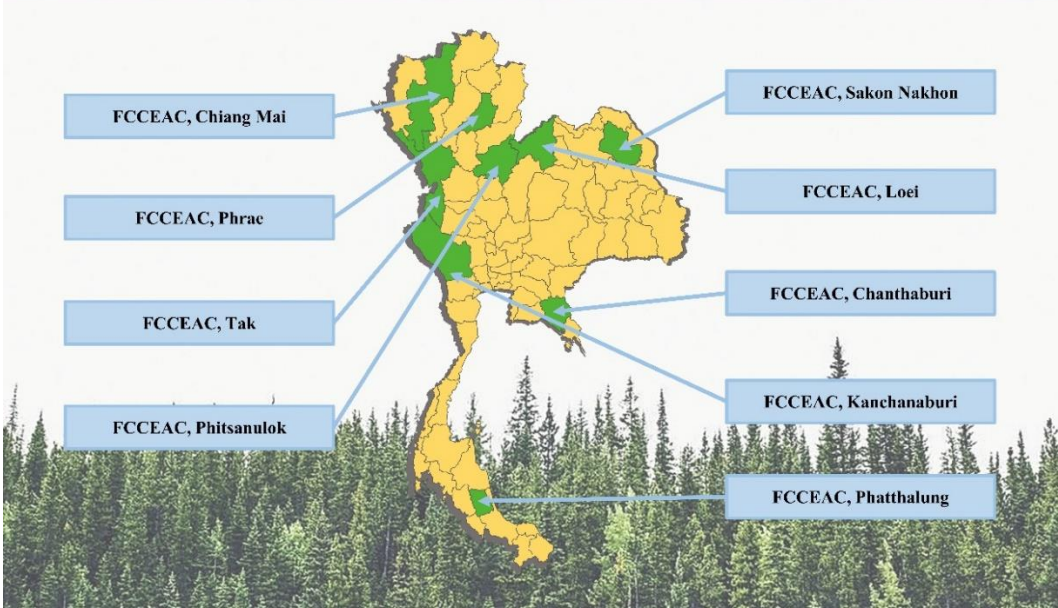 FCCEAC, Chiang Mai
FCCEAC, Phrae
FCCEAC, Tak
FCCEAC, Phitsanulok
FCCEAC, Sakon Nakhon
FCCEAC, Loei
FCCEAC, Chanthaburi
FCCEAC, Kanchanaburi
FCCEAC, Phatthalung